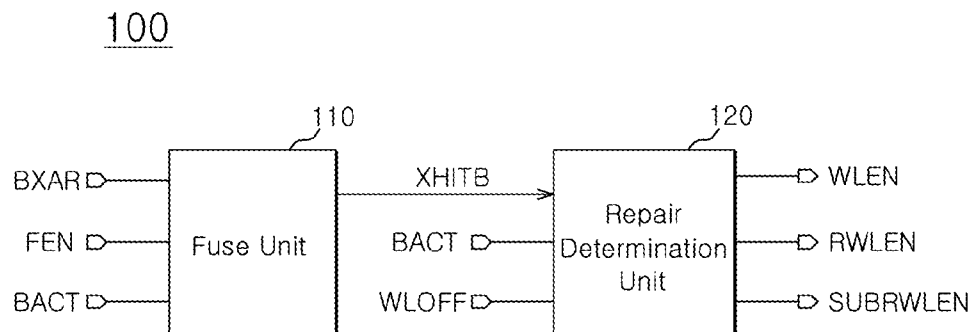 100
110
120
BXAR
FEN
BACT
Fuse Unit
XHITB
BACT
WLOFF
Repair
Determination
Unit
WLEN
RWLEN
SUBRWLEN